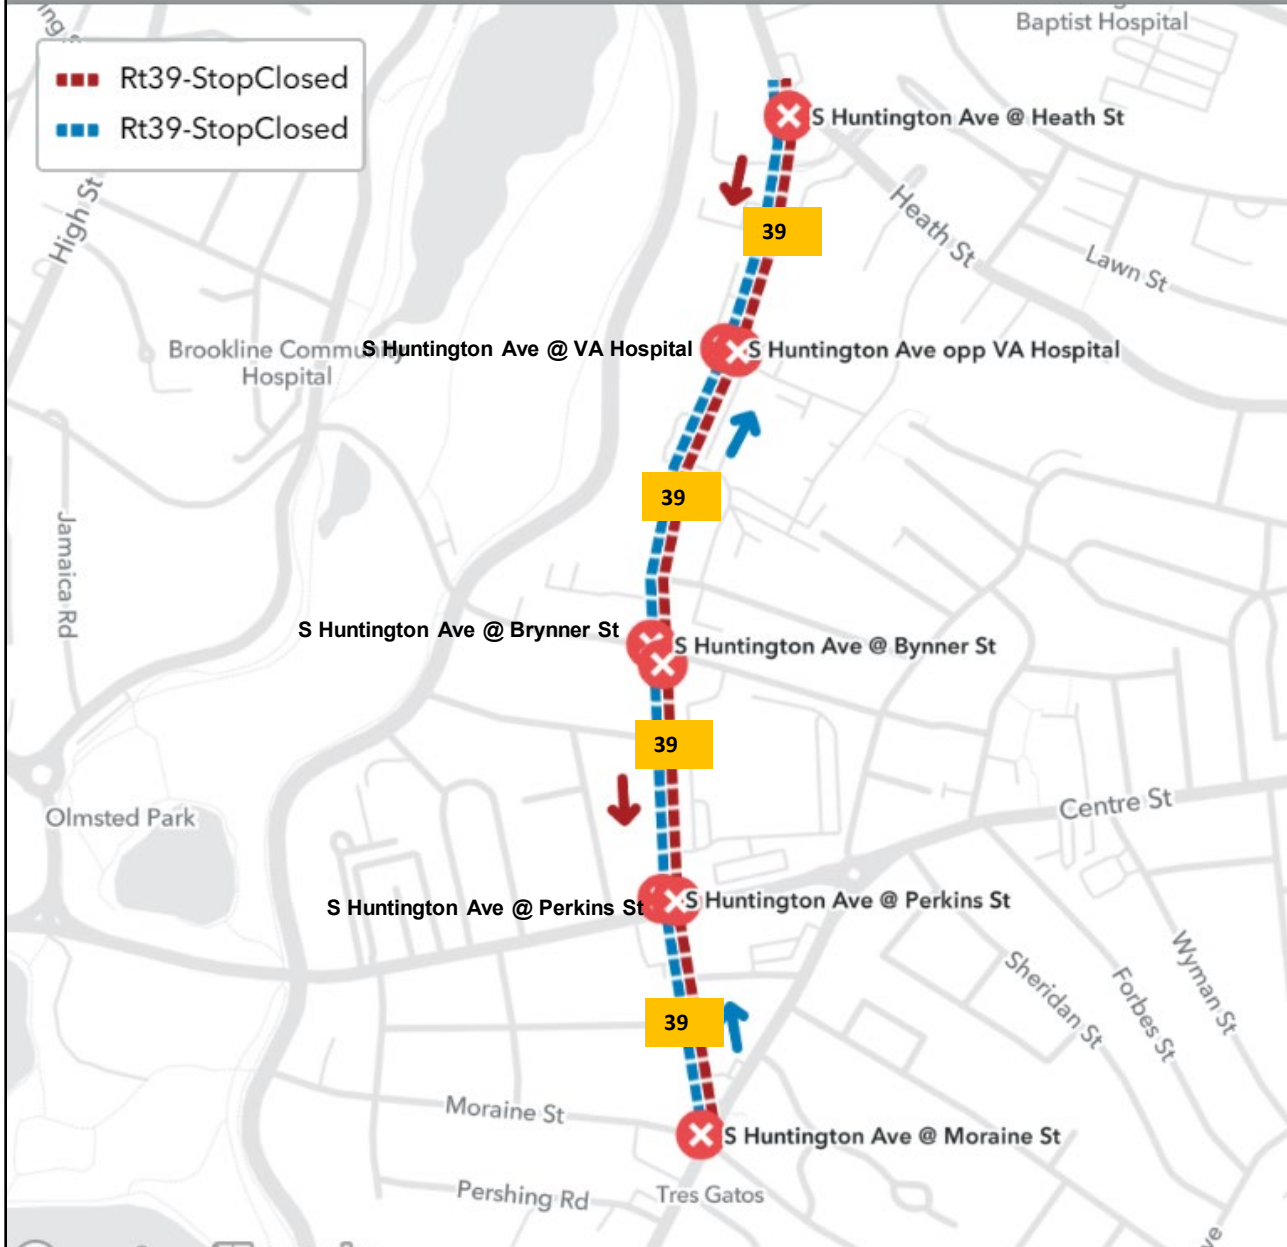 Baptist Hospital
Rt39-StopClosed
Rt39-StopClosed
S Huntington Ave @ Heath St
High St
Heath St
39
Lawn St
Brookline Commu
Hospital
S Huntington Ave @ VA Hospital
S Huntington Ave opp VA Hospital
39
Jamaica Rd
S Huntington Ave @ Brynner St
S Huntington Ave @ Bynner St
39
Olmsted Park
Centre St
S Huntington Ave @ Perkins St
S Huntington Ave @ Perkins St
Wyman St
Sheridan St
Forbes St
39
Moraine St
S Huntington Ave @ Moraine St
Pershing Rd
Tres Gatos